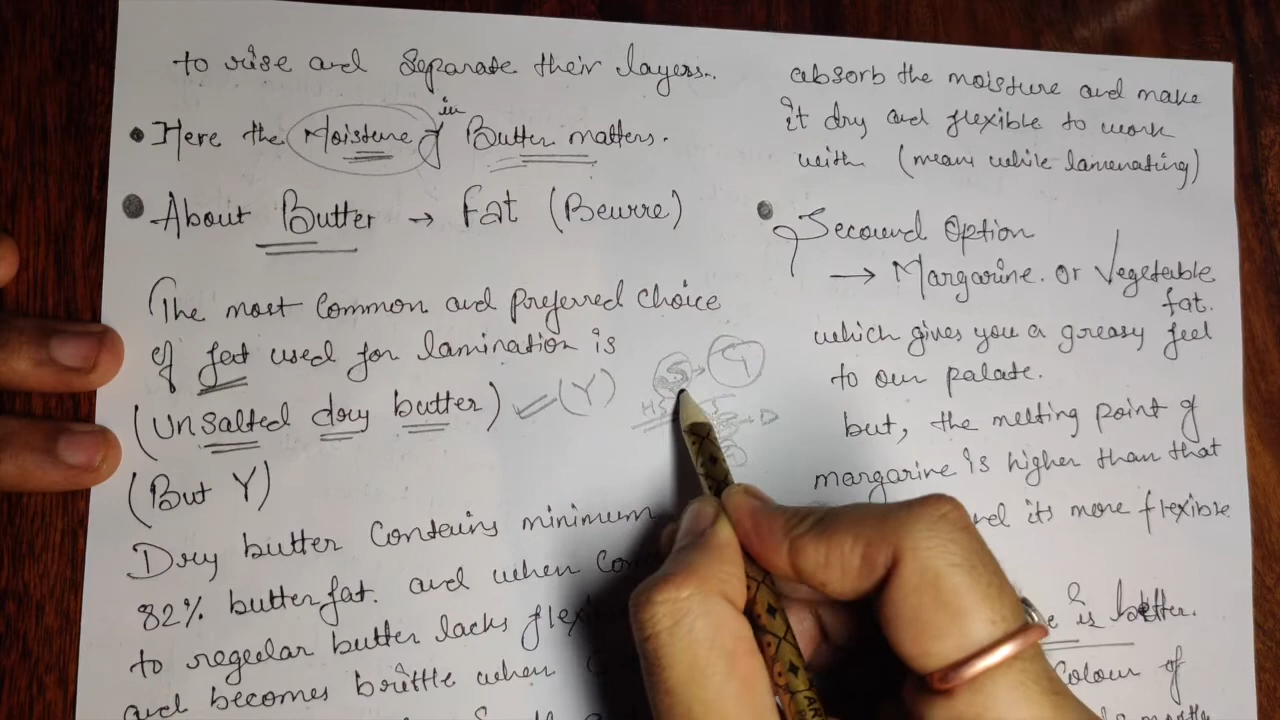 to rise and separate their layers.
• Here the Moisture of in Butter matters.
• About Butter → Fat (Beurre)
The most common and preferred choice
of fat used for lamination is
(Unsalted dry butter) ✓ (Y)
(But Y)
Dry butter contains minimum
82% butterfat. and when
to regular butter lacks
and becomes brittle when
S → G
HS
→ D
absorb the moisture and make
it dry and flexible to work
with (means while lamenating)
• Secound Option
→ Margarine. or Vegetable
fat.
which gives you a greasy feel
to our palate.
but, the melting point of
margarine is higher than that
its more flexible
is better.
Colour of